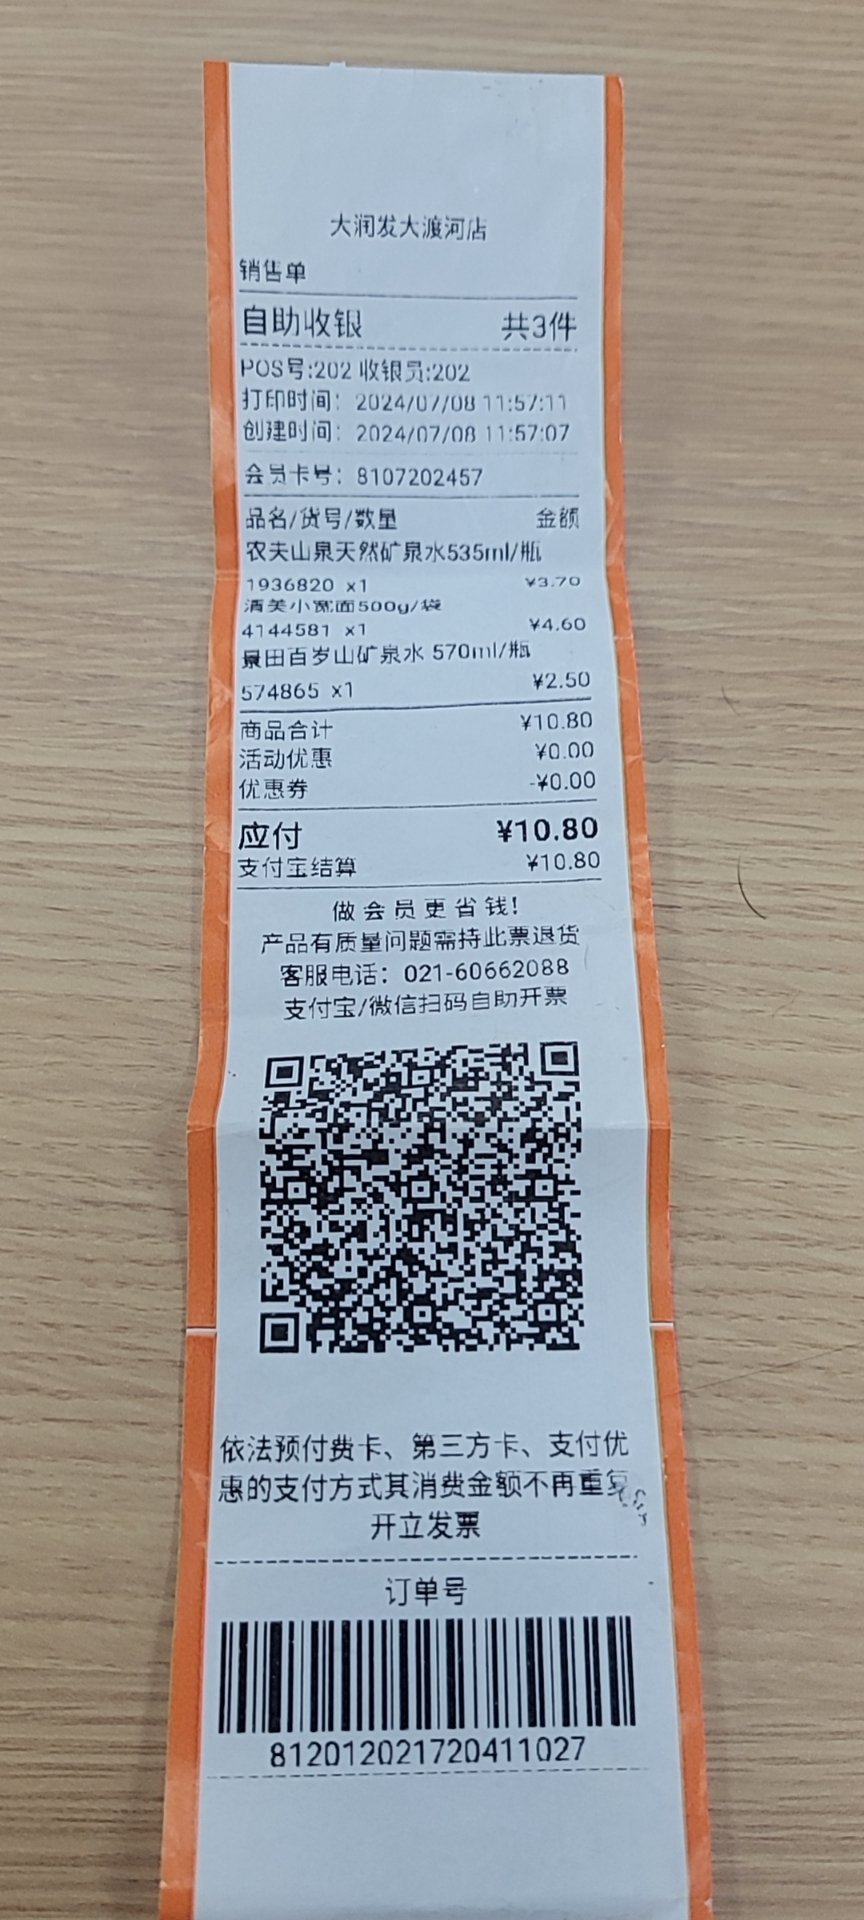 大润发大渡河店
销售单
自助收银 共3件
POS号:202 收银员:202
打印时间: 2024/07/08 11:57:11
创建时间: 2024/07/08 11:57:07
会员卡号: 8107202457
品名/货号/数量 金额
农夫山泉天然矿泉水535ml/瓶
1936820 x1 ¥3.70
清美小宽面500g/袋
4144581 x1 ¥4.60
景田百岁山矿泉水 570ml/瓶
574865 x1 ¥2.50
商品合计 ¥10.80
活动优惠 ¥0.00
优惠券 -¥0.00
应付 ¥10.80
支付宝结算 ¥10.80
做会员更省钱!
产品有质量问题需持此票退货
客服电话: 021-60662088
支付宝/微信扫码自助开票
依法预付费卡、第三方卡、支付优
惠的支付方式其消费金额不再重复
开立发票
订单号
812012021720411027